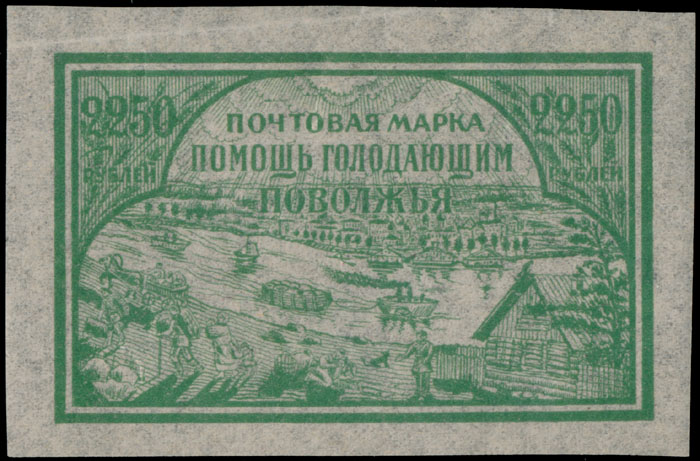 2250 РУБЛЕЙ
2250 РУБЛЕЙ
ПОЧТОВАЯ МАРКА
ПОМОЩЬ ГОЛОДАЮЩИМ
ПОВОЛЖЬЯ